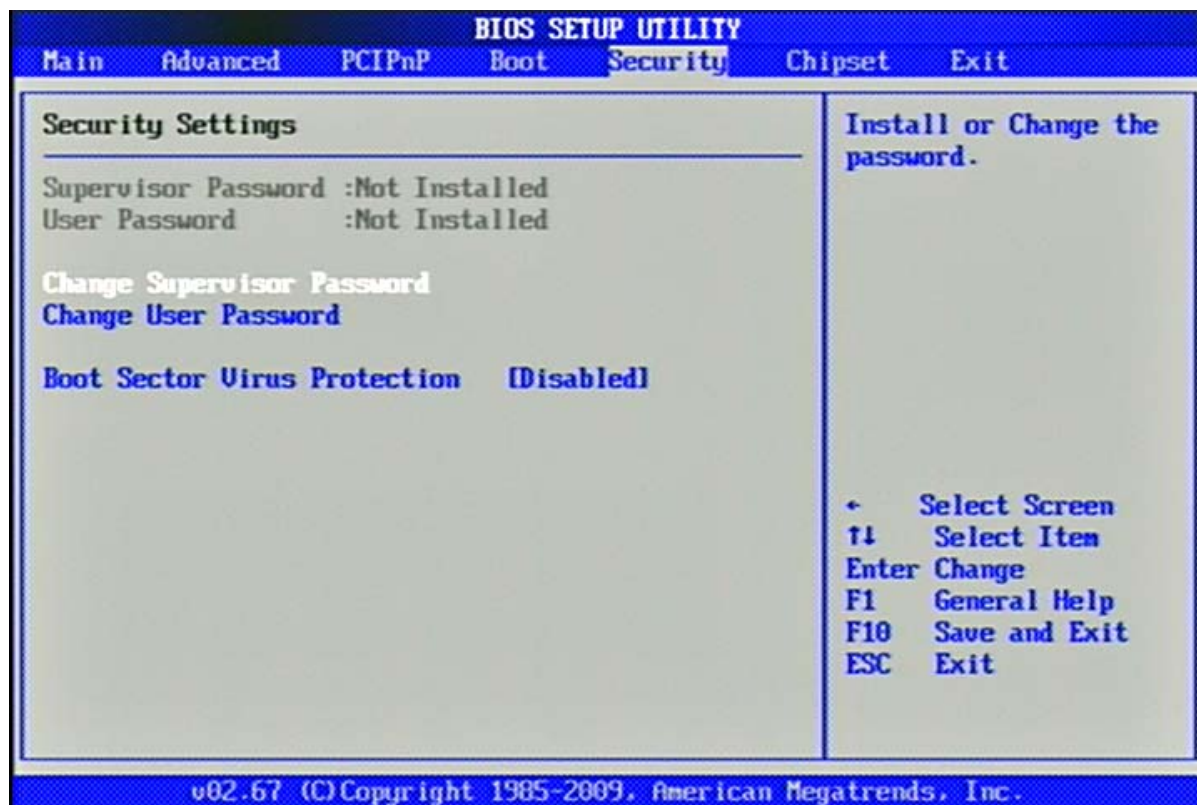 BIOS SETUP UTILITY
Main Advanced PCIPnP Boot Security Chipset Exit
Security Settings
Supervisor Password :Not Installed
User Password :Not Installed
Change Supervisor Password
Change User Password
Boot Sector Virus Protection [Disabled]
Install or Change the
password.
← Select Screen
↑↓ Select Item
Enter Change
F1 General Help
F10 Save and Exit
ESC Exit
v02.67 (C)Copyright 1985-2009, American Megatrends, Inc.